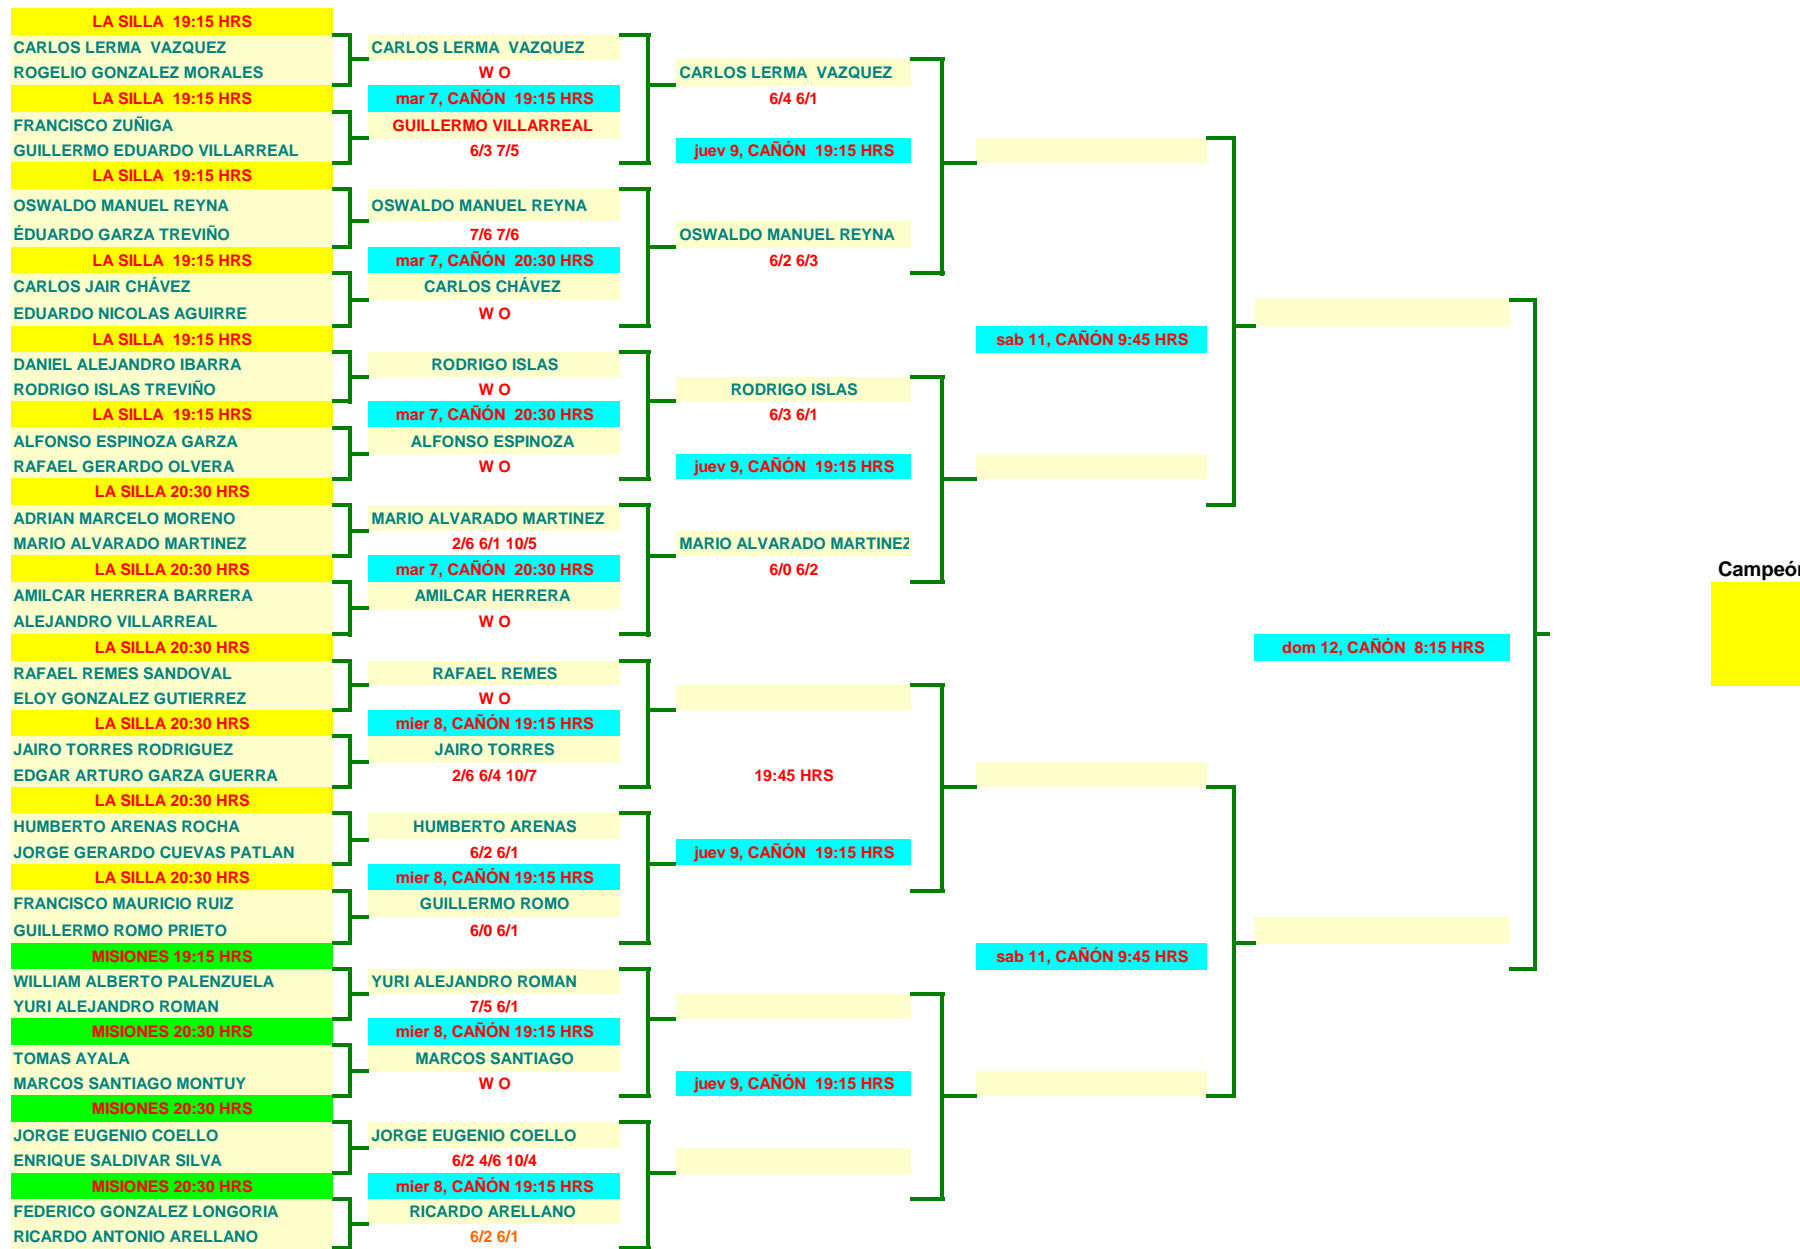 LA SILLA  19:15 HRS
CARLOS LERMA  VAZQUEZ
ROGELIO GONZALEZ MORALES
LA SILLA  19:15 HRS
FRANCISCO ZUÑIGA
GUILLERMO EDUARDO VILLARREAL
LA SILLA  19:15 HRS
OSWALDO MANUEL REYNA
ÉDUARDO GARZA TREVIÑO
LA SILLA  19:15 HRS
CARLOS JAIR CHÁVEZ
EDUARDO NICOLAS AGUIRRE
LA SILLA  19:15 HRS
DANIEL ALEJANDRO IBARRA
RODRIGO ISLAS TREVIÑO
LA SILLA  19:15 HRS
ALFONSO ESPINOZA GARZA
RAFAEL GERARDO OLVERA
LA SILLA 20:30 HRS
ADRIAN MARCELO MORENO
MARIO ALVARADO MARTINEZ
LA SILLA 20:30 HRS
AMILCAR HERRERA BARRERA
ALEJANDRO VILLARREAL
LA SILLA 20:30 HRS
RAFAEL REMES SANDOVAL
ELOY GONZALEZ GUTIERREZ
LA SILLA 20:30 HRS
JAIRO TORRES RODRIGUEZ
EDGAR ARTURO GARZA GUERRA
LA SILLA 20:30 HRS
HUMBERTO ARENAS ROCHA
JORGE GERARDO CUEVAS PATLAN
LA SILLA 20:30 HRS
FRANCISCO MAURICIO RUIZ
GUILLERMO ROMO PRIETO
MISIONES 19:15 HRS
WILLIAM ALBERTO PALENZUELA
YURI ALEJANDRO ROMAN
MISIONES 20:30 HRS
TOMAS AYALA
MARCOS SANTIAGO MONTUY
MISIONES 20:30 HRS
JORGE EUGENIO COELLO
ENRIQUE SALDIVAR SILVA
MISIONES 20:30 HRS
FEDERICO GONZALEZ LONGORIA
RICARDO ANTONIO ARELLANO
CARLOS LERMA  VAZQUEZ
W O
mar 7, CAÑÓN  19:15 HRS
GUILLERMO VILLARREAL
6/3 7/5
OSWALDO MANUEL REYNA
7/6 7/6
mar 7, CAÑÓN  20:30 HRS
CARLOS CHÁVEZ
W O
RODRIGO ISLAS
W O
mar 7, CAÑÓN  20:30 HRS
ALFONSO ESPINOZA
W O
MARIO ALVARADO MARTINEZ
2/6 6/1 10/5
mar 7, CAÑÓN  20:30 HRS
AMILCAR HERRERA
W O
RAFAEL REMES
W O
mier 8, CAÑÓN 19:15 HRS
JAIRO TORRES
2/6 6/4 10/7
HUMBERTO ARENAS
6/2 6/1
mier 8, CAÑÓN 19:15 HRS
GUILLERMO ROMO
6/0 6/1
YURI ALEJANDRO ROMAN
7/5 6/1
mier 8, CAÑÓN 19:15 HRS
MARCOS SANTIAGO
W O
JORGE EUGENIO COELLO
6/2 4/6 10/4
mier 8, CAÑÓN 19:15 HRS
RICARDO ARELLANO
6/2 6/1
CARLOS LERMA  VAZQUEZ
6/4 6/1
juev 9, CAÑÓN  19:15 HRS
OSWALDO MANUEL REYNA
6/2 6/3
RODRIGO ISLAS
6/3 6/1
juev 9, CAÑÓN  19:15 HRS
MARIO ALVARADO MARTINEZ
6/0 6/2
19:45 HRS
juev 9, CAÑÓN  19:15 HRS
juev 9, CAÑÓN  19:15 HRS
sab 11, CAÑÓN 9:45 HRS
sab 11, CAÑÓN 9:45 HRS
dom 12, CAÑÓN  8:15 HRS
Campeón